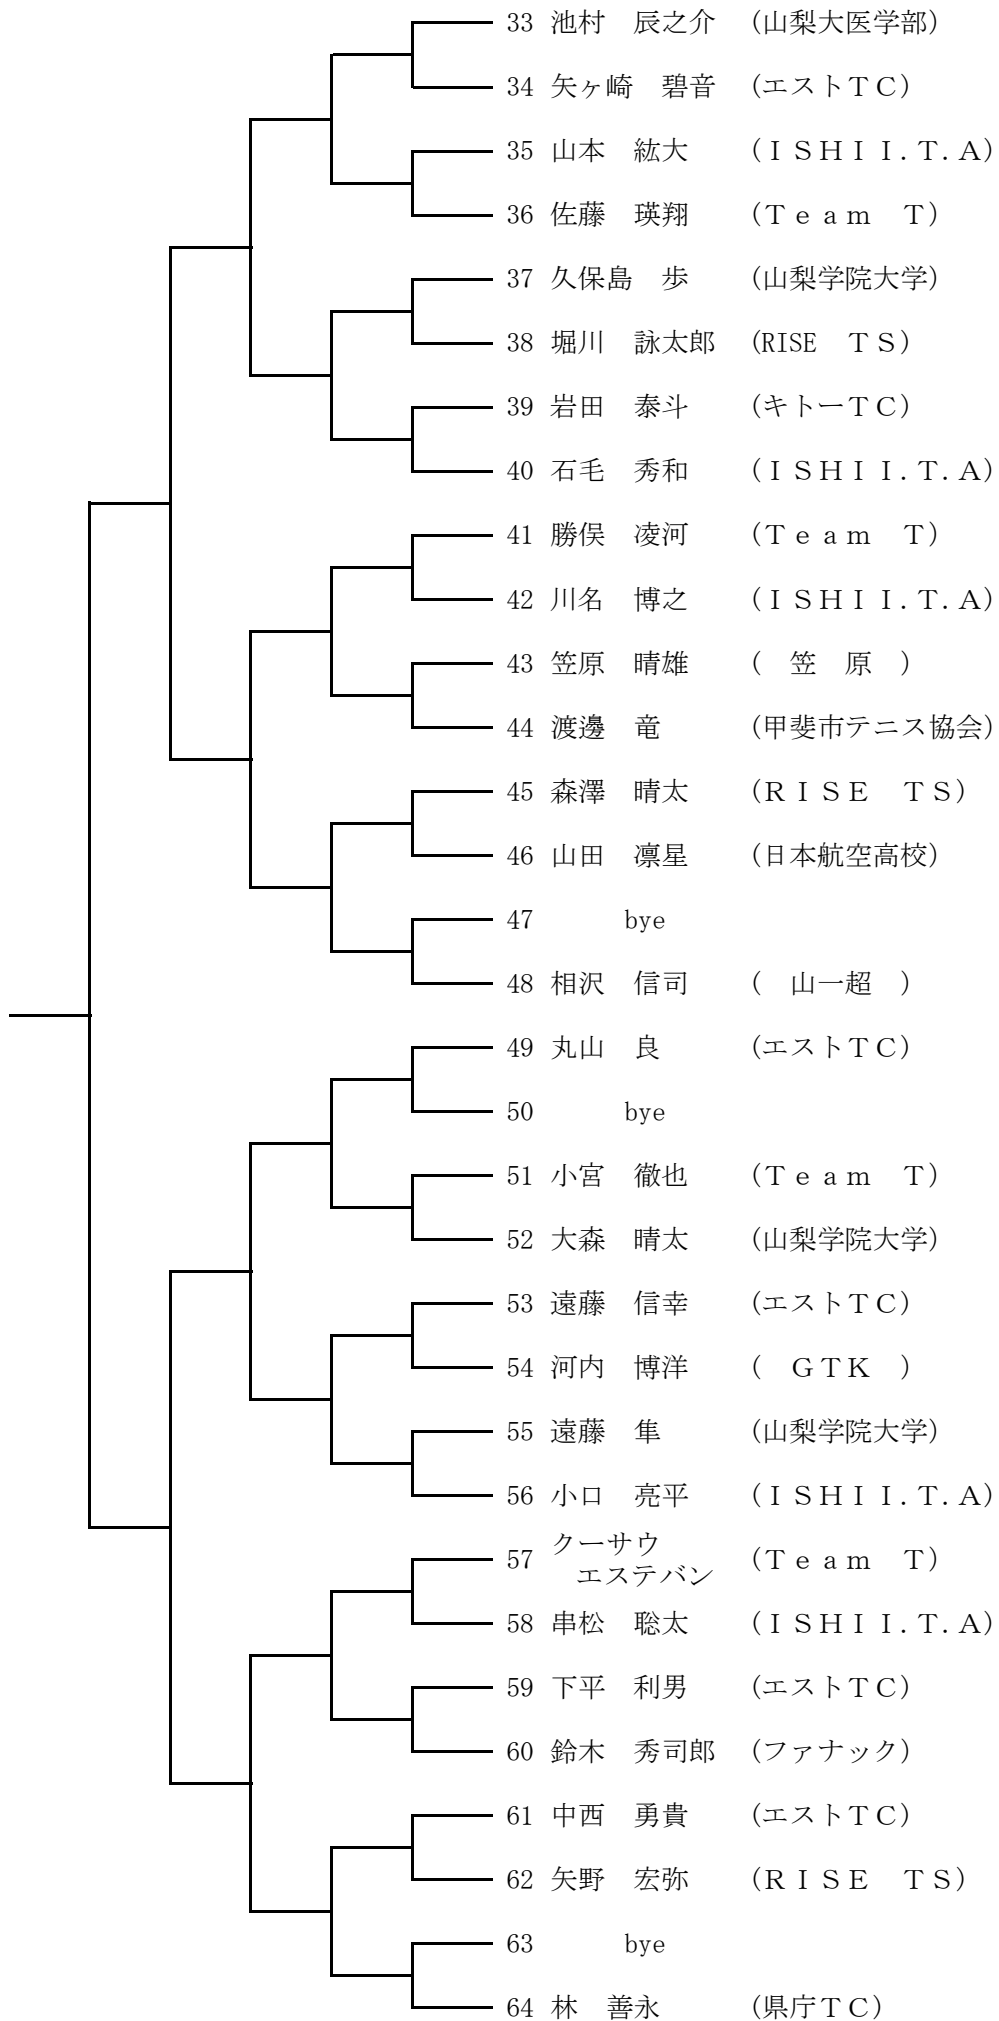 33 池村　辰之介 (山梨大医学部)
34 矢ヶ崎　碧音 (エストＴＣ)
35 山本　紘大 (ＩＳＨＩＩ.Ｔ.Ａ)
36 佐藤　瑛翔 (Ｔｅａｍ　Ｔ)
37 久保島　歩 (山梨学院大学)
38 堀川　詠太郎 (RISE　ＴＳ)
39 岩田　泰斗 (キトーＴＣ)
40 石毛　秀和 (ＩＳＨＩＩ.Ｔ.Ａ)
41 勝俣　凌河 (Ｔｅａｍ　Ｔ)
42 川名　博之 (ＩＳＨＩＩ.Ｔ.Ａ)
43 笠原　晴雄 (　笠　原　)
44 渡邊　竜 (甲斐市テニス協会)
45 森澤　晴太 (ＲＩＳＥ　ＴＳ)
46 山田　凛星 (日本航空高校)
47 bye
48 相沢　信司 (　山一超　)
49 丸山　良 (エストＴＣ)
50 bye
51 小宮　徹也 (Ｔｅａｍ　Ｔ)
52 大森　晴太 (山梨学院大学)
53 遠藤　信幸 (エストＴＣ)
54 河内　博洋 (　ＧＴＫ　)
55 遠藤　隼 (山梨学院大学)
56 小口　亮平 (ＩＳＨＩＩ.Ｔ.Ａ)
57 クーサウ
エステバン (Ｔｅａｍ　Ｔ)
58 串松　聡太 (ＩＳＨＩＩ.Ｔ.Ａ)
59 下平　利男 (エストＴＣ)
60 鈴木　秀司郎 (ファナック)
61 中西　勇貴 (エストＴＣ)
62 矢野　宏弥 (ＲＩＳＥ　ＴＳ)
63 bye
64 林　善永 (県庁ＴＣ)